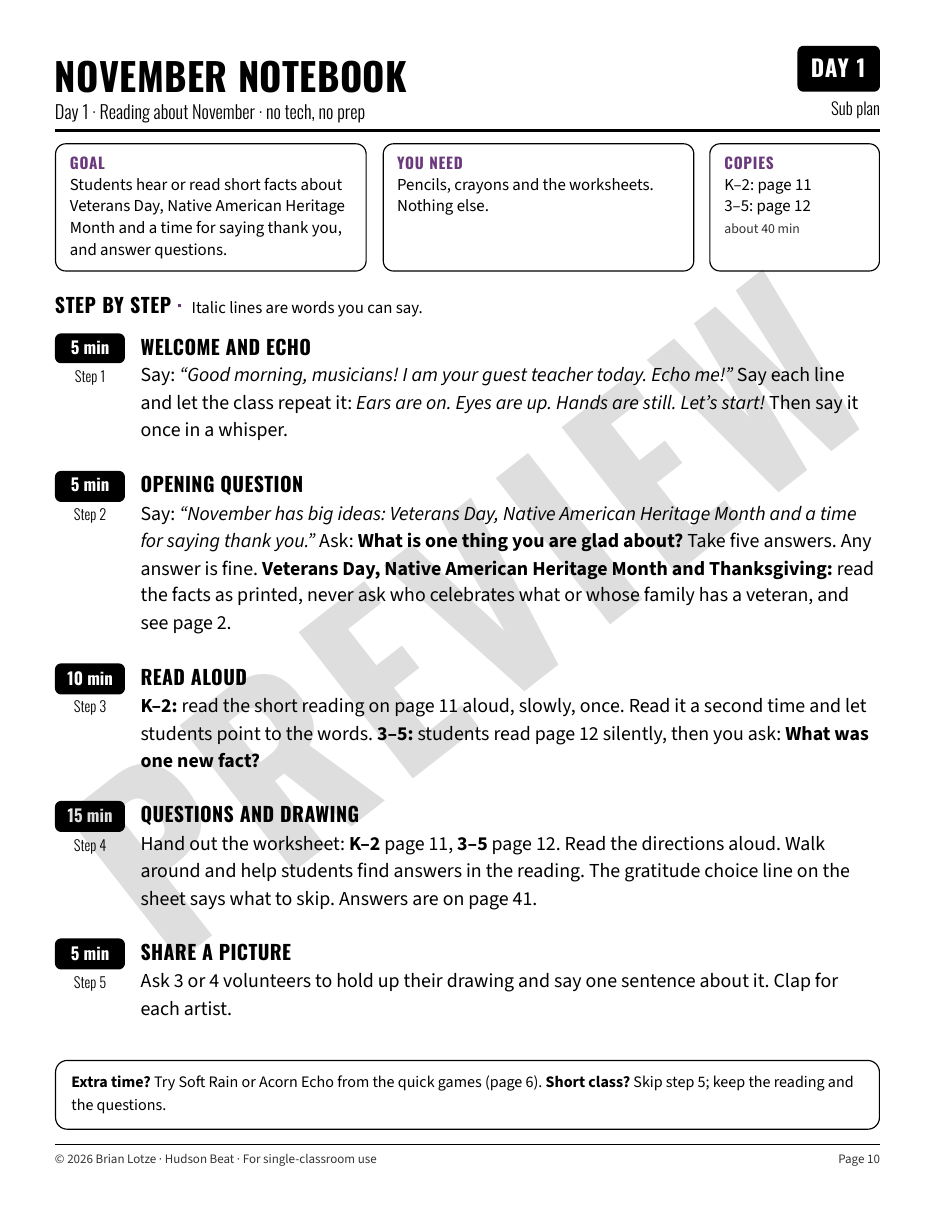 NOVEMBER NOTEBOOK
DAY 1
Day 1 · Reading about November · no tech, no prep
Sub plan
GOAL
Students hear or read short facts about
Veterans Day, Native American Heritage
Month and a time for saying thank you,
and answer questions.
YOU NEED
Pencils, crayons and the worksheets.
Nothing else.
COPIES
K–2: page 11
3–5: page 12
about 40 min
STEP BY STEP · Italic lines are words you can say.
5 min
Step 1
WELCOME AND ECHO
Say: “Good morning, musicians! I am your guest teacher today. Echo me!” Say each line
and let the class repeat it: Ears are on. Eyes are up. Hands are still. Let’s start! Then say it
once in a whisper.
5 min
Step 2
OPENING QUESTION
Say: “November has big ideas: Veterans Day, Native American Heritage Month and a time
for saying thank you.” Ask: What is one thing you are glad about? Take five answers. Any
answer is fine. Veterans Day, Native American Heritage Month and Thanksgiving: read
the facts as printed, never ask who celebrates what or whose family has a veteran, and
see page 2.
10 min
Step 3
READ ALOUD
K–2: read the short reading on page 11 aloud, slowly, once. Read it a second time and let
students point to the words. 3–5: students read page 12 silently, then you ask: What was
one new fact?
15 min
Step 4
QUESTIONS AND DRAWING
Hand out the worksheet: K–2 page 11, 3–5 page 12. Read the directions aloud. Walk
around and help students find answers in the reading. The gratitude choice line on the
sheet says what to skip. Answers are on page 41.
5 min
Step 5
SHARE A PICTURE
Ask 3 or 4 volunteers to hold up their drawing and say one sentence about it. Clap for
each artist.
Extra time? Try Soft Rain or Acorn Echo from the quick games (page 6). Short class? Skip step 5; keep the reading and
the questions.
© 2026 Brian Lotze · Hudson Beat · For single-classroom use
Page 10
PREVIEW